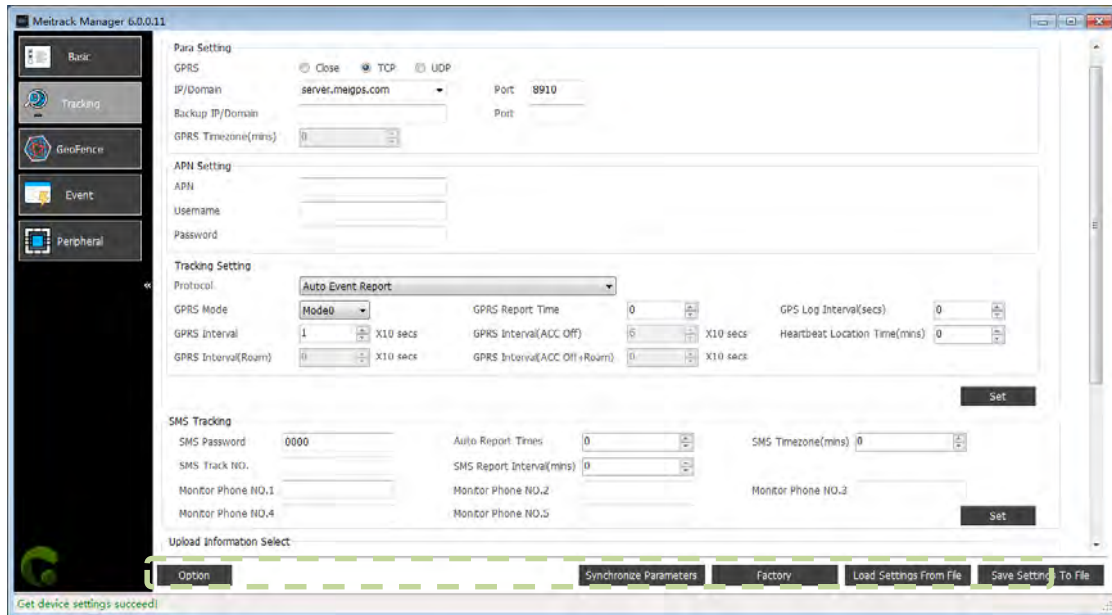 Meitrack Manager 6.0.0.11
Basic
Tracking
GeoFence
Event
Peripheral
«
Para Setting
GPRS Close TCP UDP
IP/Domain server.meigps.com Port 8910
Backup IP/Domain Port
GPRS Timezone(mins) 0
APN Setting
APN
Username
Password
Tracking Setting
Protocol Auto Event Report
GPRS Mode Mode0 GPRS Report Time 0 GPS Log Interval(secs) 0
GPRS Interval 1 X10 secs GPRS Interval(ACC Off) 6 X10 secs Heartbeat Location Time(mins) 0
GPRS Interval(Roam) 0 X10 secs GPRS Interval(ACC Off+Roam) 0 X10 secs
Set
SMS Tracking
SMS Password 0000 Auto Report Times 0 SMS Timezone(mins) 0
SMS Track NO. SMS Report Interval(mins) 0
Monitor Phone NO.1 Monitor Phone NO.2 Monitor Phone NO.3
Monitor Phone NO.4 Monitor Phone NO.5 Set
Upload Information Select
Option Synchronize Parameters Factory Load Settings From File Save Settings To File
Get device settings succeed!